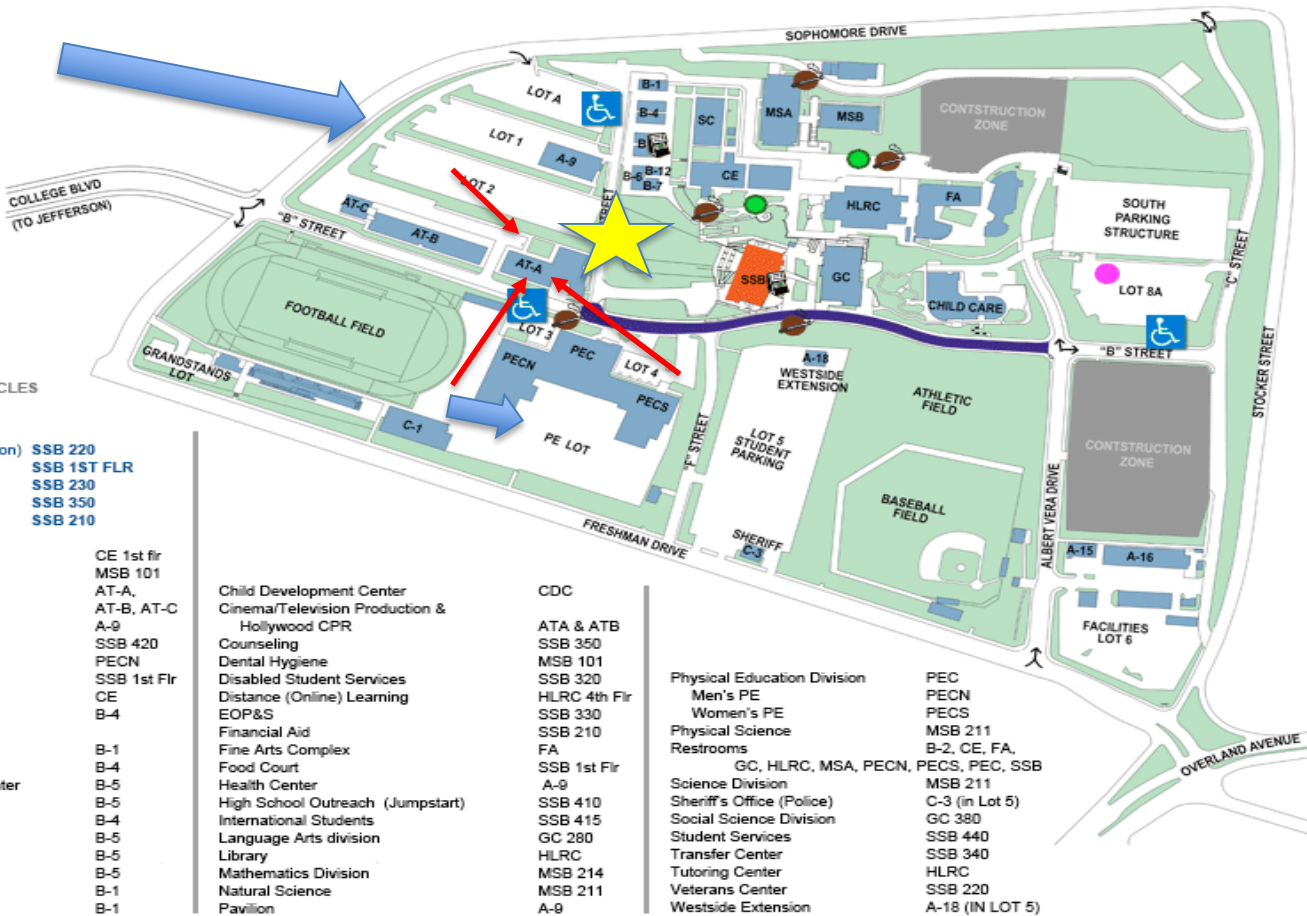 SOPHOMORE DRIVE
LOT A
B-1
B-4
SC
MSA
MSB
CONTSTRUCTION
ZONE
LOT 1
A-9
B-6
B-12
B-7
CE
COLLEGE BLVD
(TO JEFFERSON)
LOT 2
STREET
HLRC
FA
SOUTH
PARKING
STRUCTURE
"C" STREET
AT-C
"B" STREET
AT-B
AT-A
SSB
GC
CHILD CARE
LOT 8A
FOOTBALL FIELD
LOT 3
"B" STREET
STOCKER STREET
GRANDSTANDS
LOT
PECN
PEC
LOT 4
PECS
A-18
WESTSIDE
EXTENSION
ATHLETIC
FIELD
C-1
PE LOT
"F" STREET
LOT 5
STUDENT
PARKING
CONTSTRUCTION
ZONE
BASEBALL
FIELD
ALBERT VERA DRIVE
FRESHMAN DRIVE
SHERIFF
C-3
A-15
A-16
FACILITIES
LOT 6
OVERLAND AVENUE
CLES
on) SSB 220
SSB 1ST FLR
SSB 230
SSB 350
SSB 210
CE 1st flr
MSB 101
AT-A,
AT-B, AT-C
A-9
SSB 420
PECN
SSB 1st Flr
CE
B-4
B-1
B-4
ter B-5
B-5
B-4
B-5
B-5
B-5
B-1
B-1
Child Development Center CDC
Cinema/Television Production &
Hollywood CPR ATA & ATB
Counseling SSB 350
Dental Hygiene MSB 101
Disabled Student Services SSB 320
Distance (Online) Learning HLRC 4th Flr
EOP&S SSB 330
Financial Aid SSB 210
Fine Arts Complex FA
Food Court SSB 1st Flr
Health Center A-9
High School Outreach (Jumpstart) SSB 410
International Students SSB 415
Language Arts division GC 280
Library HLRC
Mathematics Division MSB 214
Natural Science MSB 211
Pavilion A-9
Physical Education Division PEC
Men's PE PECN
Women's PE PECS
Physical Science MSB 211
Restrooms B-2, CE, FA,
GC, HLRC, MSA, PECN, PECS, PEC, SSB
Science Division MSB 211
Sheriff's Office (Police) C-3 (in Lot 5)
Social Science Division GC 380
Student Services SSB 440
Transfer Center SSB 340
Tutoring Center HLRC
Veterans Center SSB 220
Westside Extension A-18 (IN LOT 5)